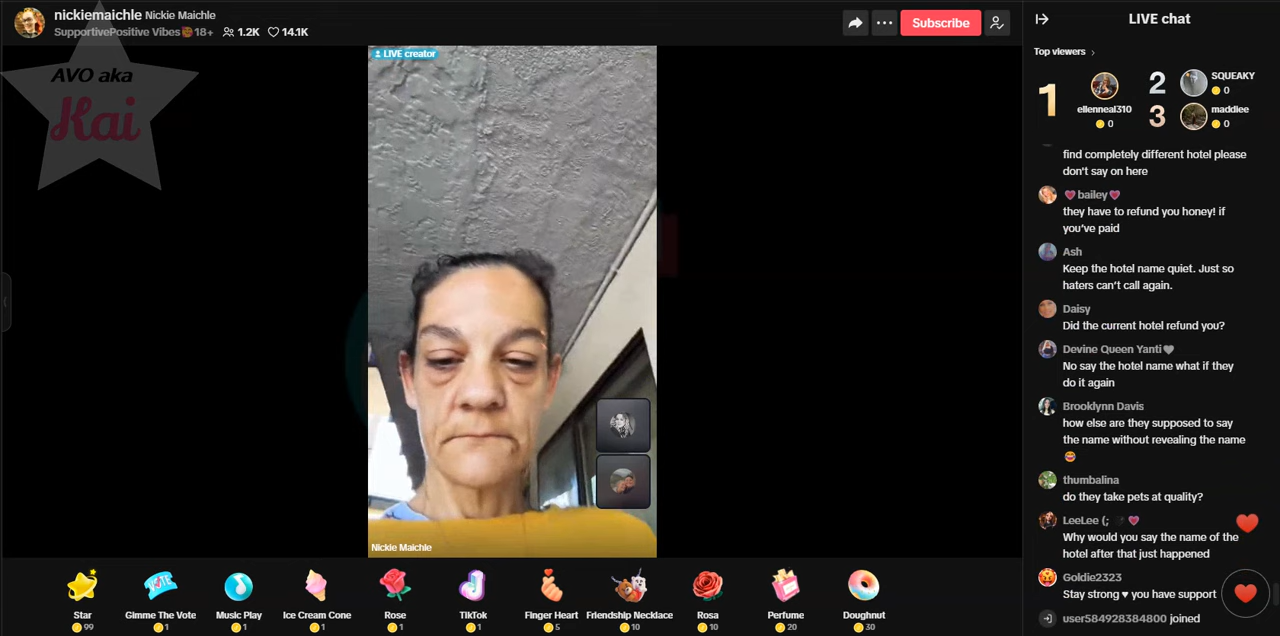 nickiemaichle Nickie Maichle
SupportivePositive Vibes 18+ 1.2K 14.1K
Subscribe
AVO aka
Kai
LIVE creator
Nickie Maichle
Star
99
Gimme The Vote
1
Music Play
1
Ice Cream Cone
1
Rose
1
TikTok
1
Finger Heart
5
Friendship Necklace
10
Rosa
10
Perfume
20
Doughnut
30
LIVE chat
Top viewers
1
ellenneal310
0
2
SQUEAKY
0
3
maddlee
0
find completely different hotel please
don't say on here
bailey
they have to refund you honey! if
you've paid
Ash
Keep the hotel name quiet. Just so
haters can't call again.
Daisy
Did the current hotel refund you?
Devine Queen Yanti
No say the hotel name what if they
do it again
Brooklynn Davis
how else are they supposed to say
the name without revealing the name
thumbalina
do they take pets at quality?
LeeLee (;
Why would you say the name of the
hotel after that just happened
Goldie2323
Stay strong ♥ you have support
user584928384800 joined